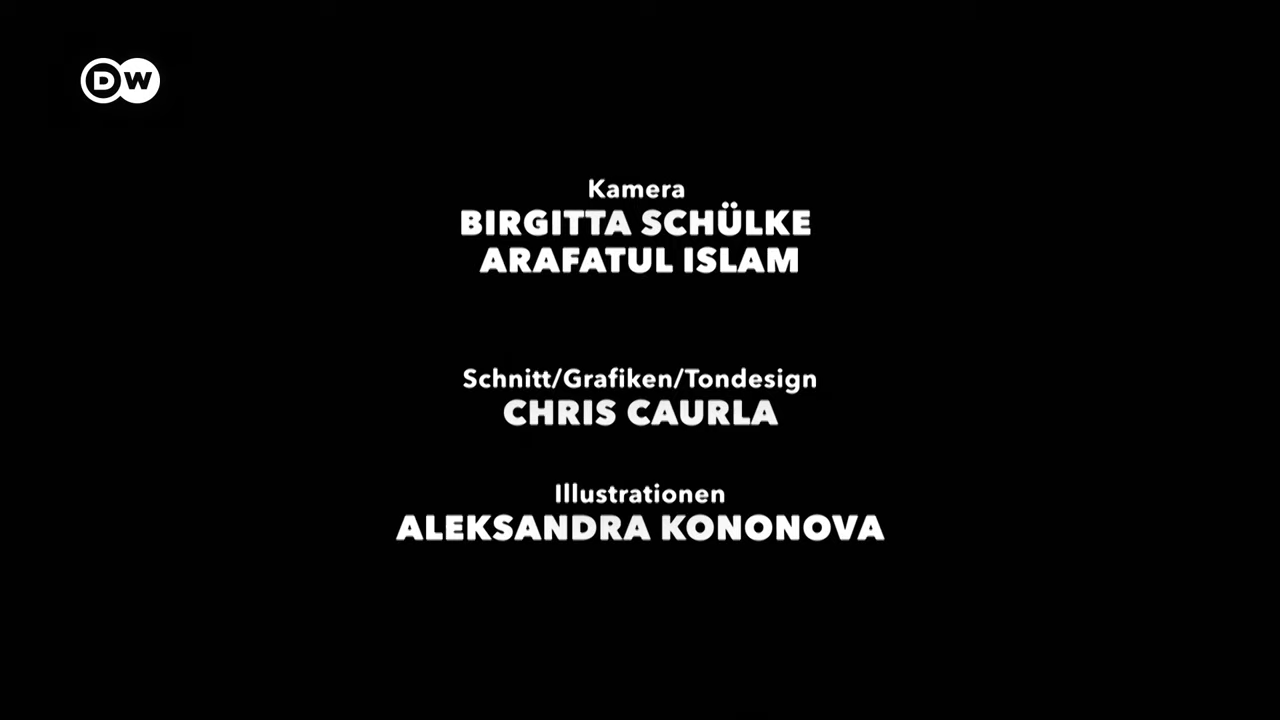 DW
Kamera
BIRGITTA SCHÜLKE
ARAFATUL ISLAM
Schnitt/Grafiken/Tondesign
CHRIS CAURLA
Illustrationen
ALEKSANDRA KONONOVA